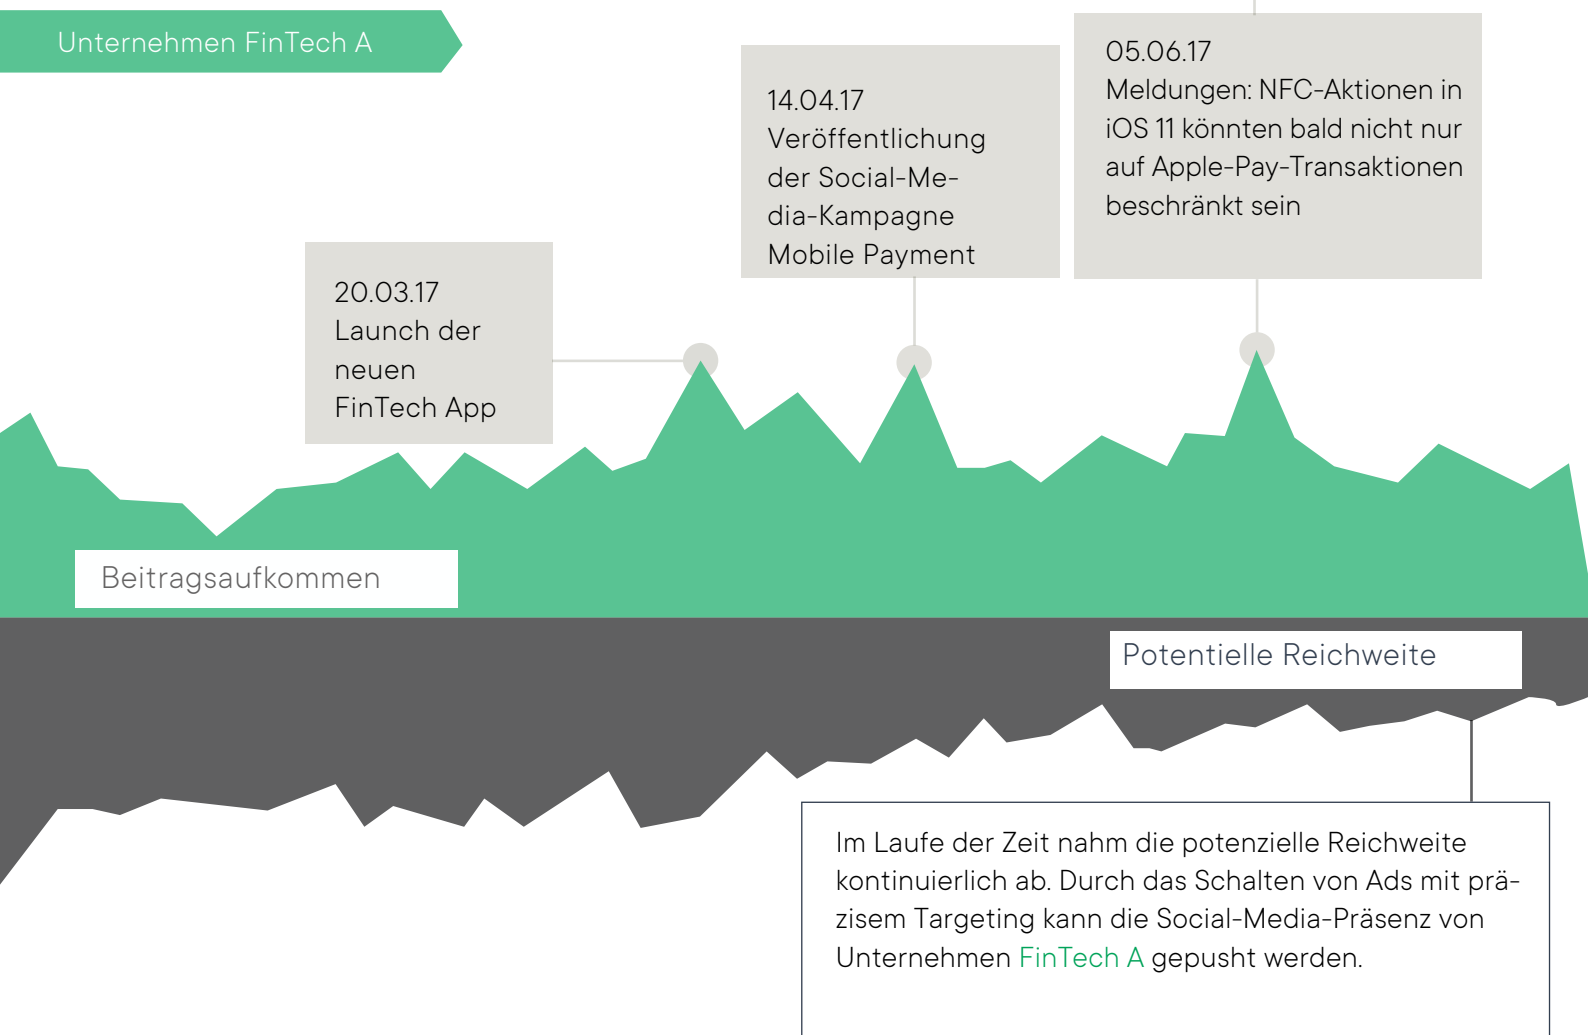 Unternehmen FinTech A
20.03.17
Launch der
neuen
FinTech App
14.04.17
Veröffentlichung
der Social-Me-
dia-Kampagne
Mobile Payment
05.06.17
Meldungen: NFC-Aktionen in
iOS 11 könnten bald nicht nur
auf Apple-Pay-Transaktionen
beschränkt sein
Beitragsaufkommen
Potentielle Reichweite
Im Laufe der Zeit nahm die potenzielle Reichweite
kontinuierlich ab. Durch das Schalten von Ads mit prä-
zisem Targeting kann die Social-Media-Präsenz von
Unternehmen FinTech A gepusht werden.